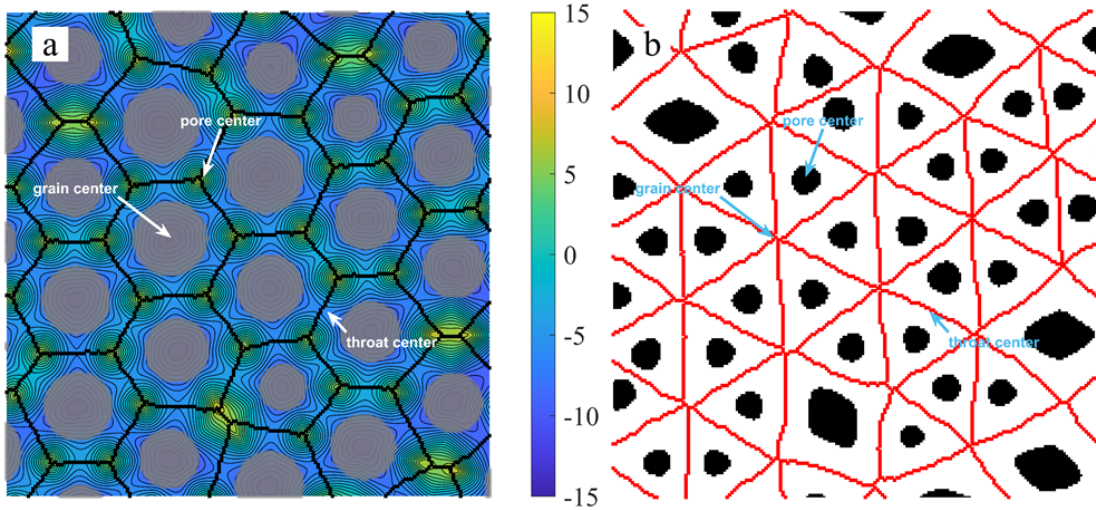 a
pore center
grain center
throat center
15
10
5
0
-5
-10
-15
b
pore center
grain center
throat center